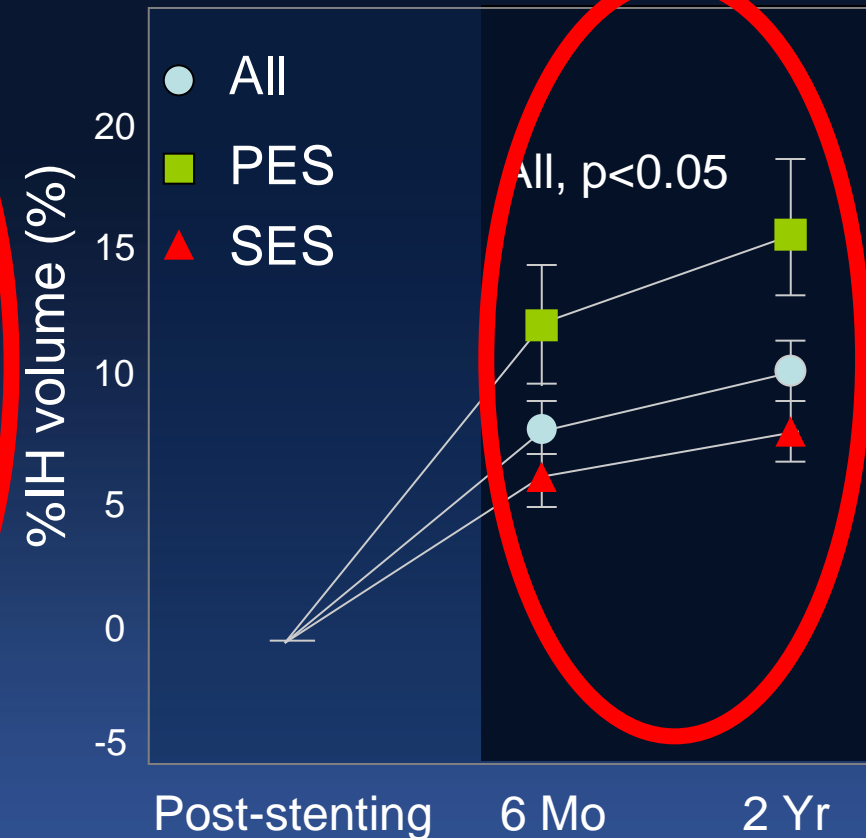 All
PES
SES
All, p<0.05
%IH volume (%)
20
15
10
5
0
-5
Post-stenting 6 Mo 2 Yr